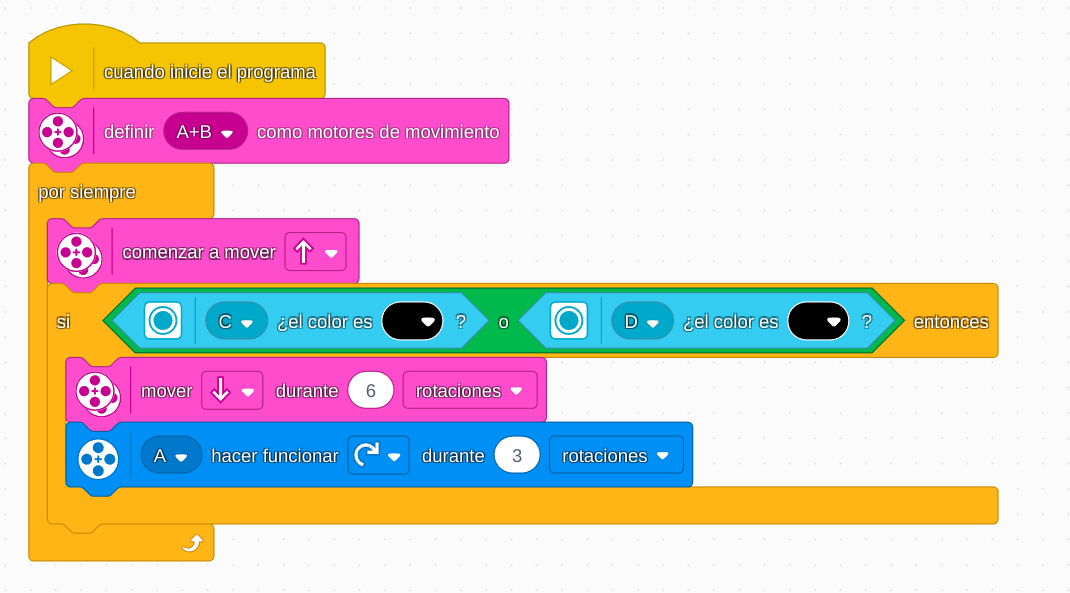 cuando inicie el programa
definir A+B como motores de movimiento
por siempre
comenzar a mover
si C ¿el color es ? o D ¿el color es ? entonces
mover durante 6 rotaciones
A hacer funcionar durante 3 rotaciones